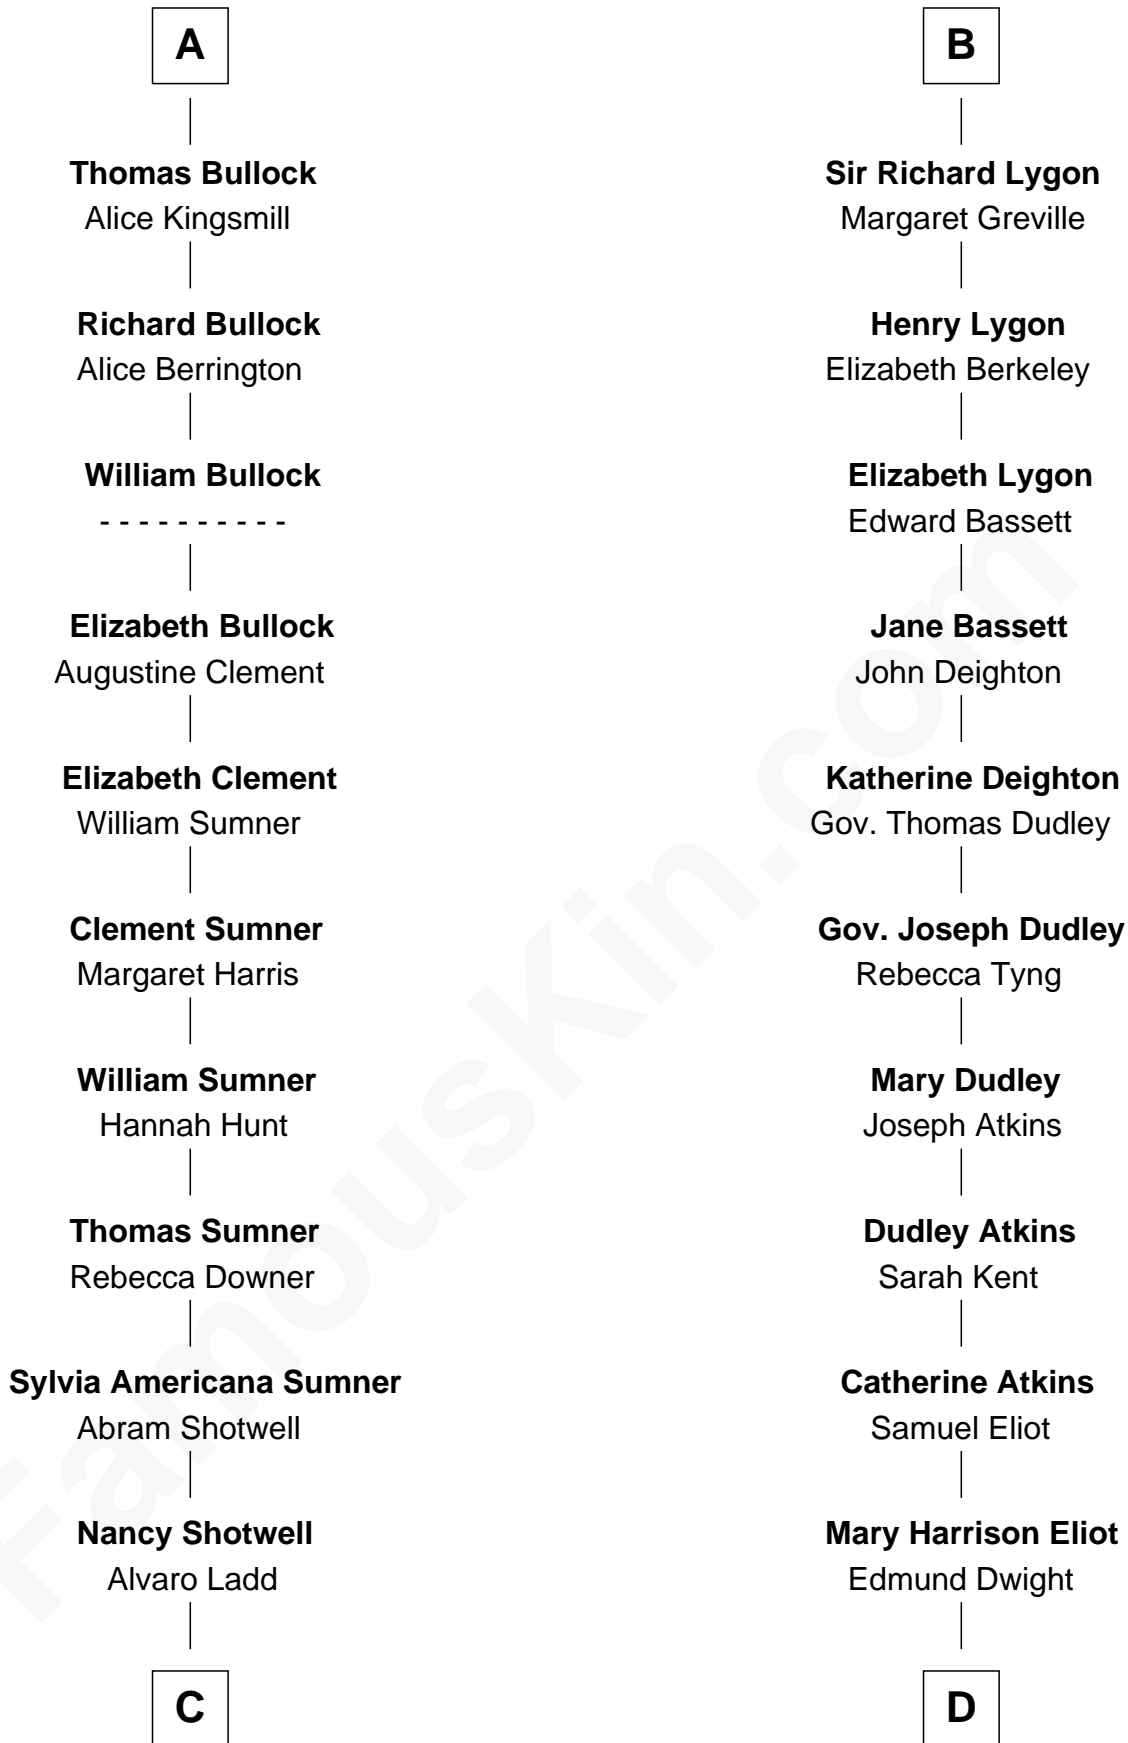 A
Thomas Bullock
Alice Kingsmill
Richard Bullock
Alice Berrington
William Bullock
- - - - - - - - - -
Elizabeth Bullock
Augustine Clement
Elizabeth Clement
William Sumner
Clement Sumner
Margaret Harris
William Sumner
Hannah Hunt
Thomas Sumner
Rebecca Downer
Sylvia Americana Sumner
Abram Shotwell
Nancy Shotwell
Alvaro Ladd
C
B
Sir Richard Lygon
Margaret Greville
Henry Lygon
Elizabeth Berkeley
Elizabeth Lygon
Edward Bassett
Jane Bassett
John Deighton
Katherine Deighton
Gov. Thomas Dudley
Gov. Joseph Dudley
Rebecca Tyng
Mary Dudley
Joseph Atkins
Dudley Atkins
Sarah Kent
Catherine Atkins
Samuel Eliot
Mary Harrison Eliot
Edmund Dwight
D
FamousKin.com